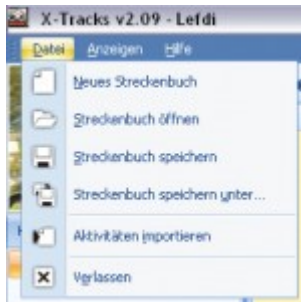 X-Tracks v2.09 - Lefdi
Datei Anzeigen Hilfe
Neues Streckenbuch
Streckenbuch öffnen
Streckenbuch speichern
Streckenbuch speichern unter...
Aktivitäten importieren
Verlassen